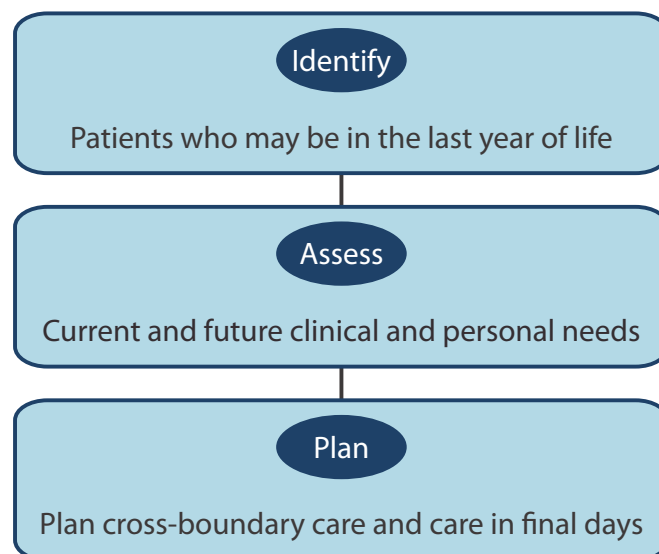 Identify
Patients who may be in the last year of life
Assess
Current and future clinical and personal needs
Plan
Plan cross-boundary care and care in final days